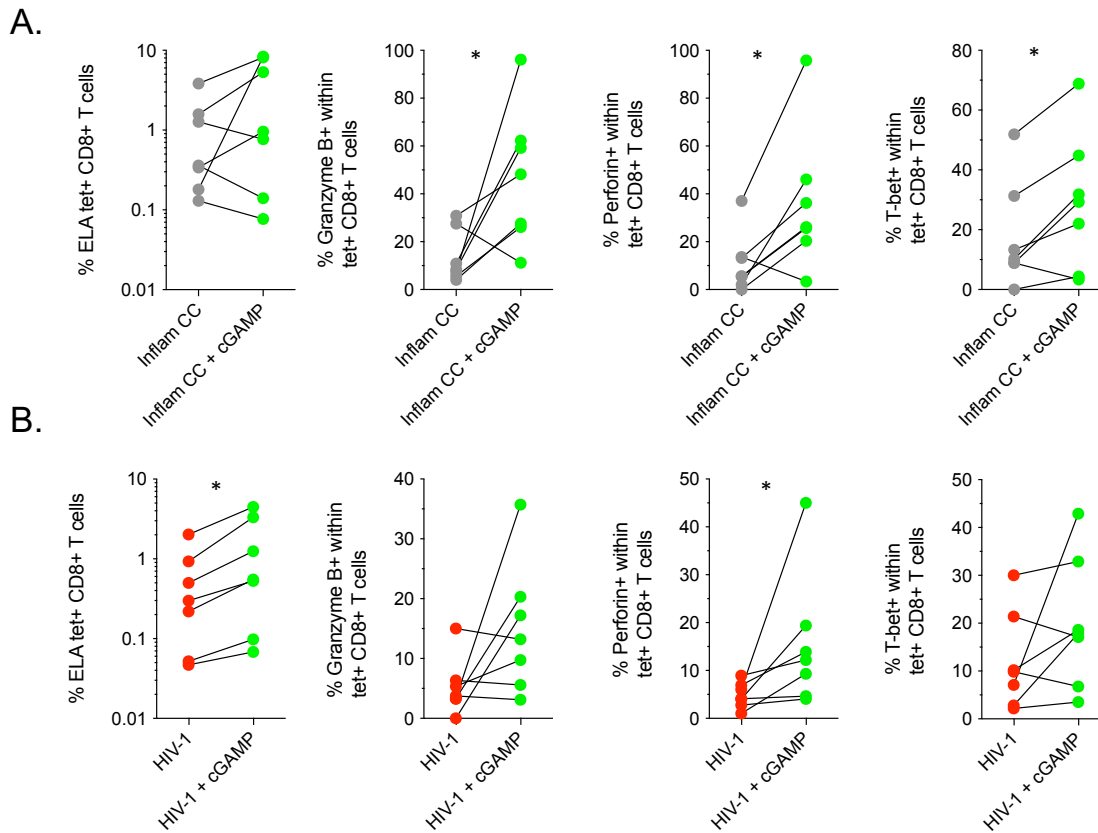 A.
% ELA tet+ CD8+ T cells
10
1
0.1
0.01
Inflam CC
Inflam CC + cGAMP
% Granzyme B+ within
tet+ CD8+ T cells
100
80
60
40
20
0
*
Inflam CC
Inflam CC + cGAMP
% Perforin+ within
tet+ CD8+ T cells
100
80
60
40
20
0
*
Inflam CC
Inflam CC + cGAMP
% T-bet+ within
tet+ CD8+ T cells
80
60
40
20
0
*
Inflam CC
Inflam CC + cGAMP
B.
% ELA tet+ CD8+ T cells
10
1
0.1
0.01
*
HIV-1
HIV-1 + cGAMP
% Granzyme B+ within
tet+ CD8+ T cells
40
30
20
10
0
HIV-1
HIV-1 + cGAMP
% Perforin+ within
tet+ CD8+ T cells
50
40
30
20
10
0
*
HIV-1
HIV-1 + cGAMP
% T-bet+ within
tet+ CD8+ T cells
50
40
30
20
10
0
HIV-1
HIV-1 + cGAMP